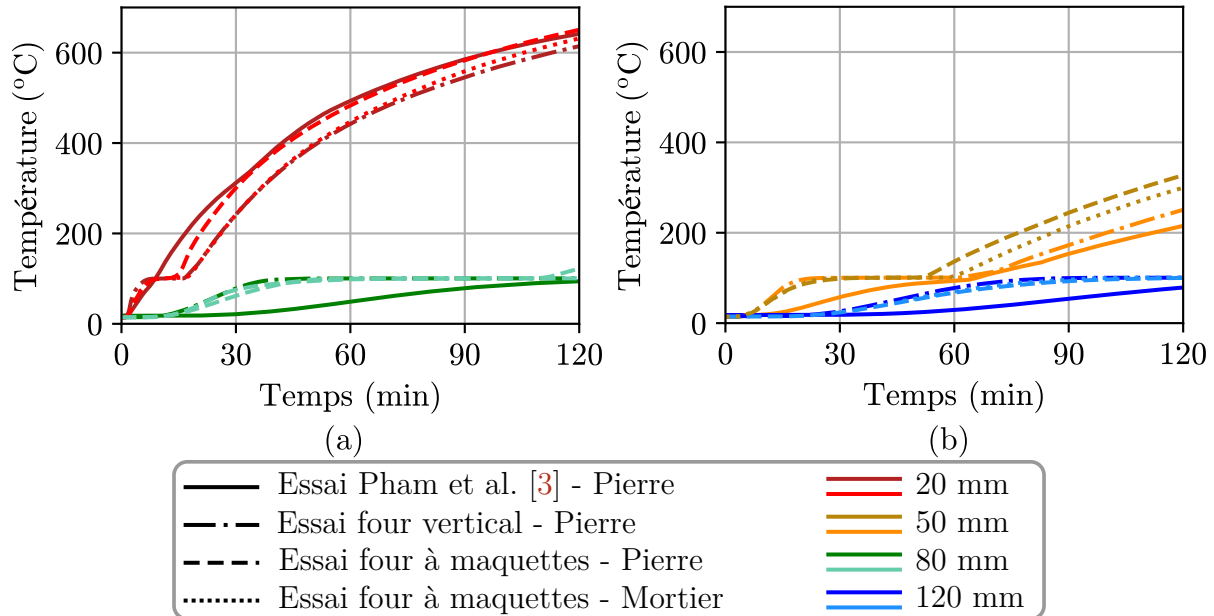 Température (°C)
600
400
200
0
0 30 60 90 120
Temps (min)
(a)
Température (°C)
600
400
200
0
0 30 60 90 120
Temps (min)
(b)
Essai Pham et al. [3] - Pierre
Essai four vertical - Pierre
Essai four à maquettes - Pierre
Essai four à maquettes - Mortier
20 mm
50 mm
80 mm
120 mm